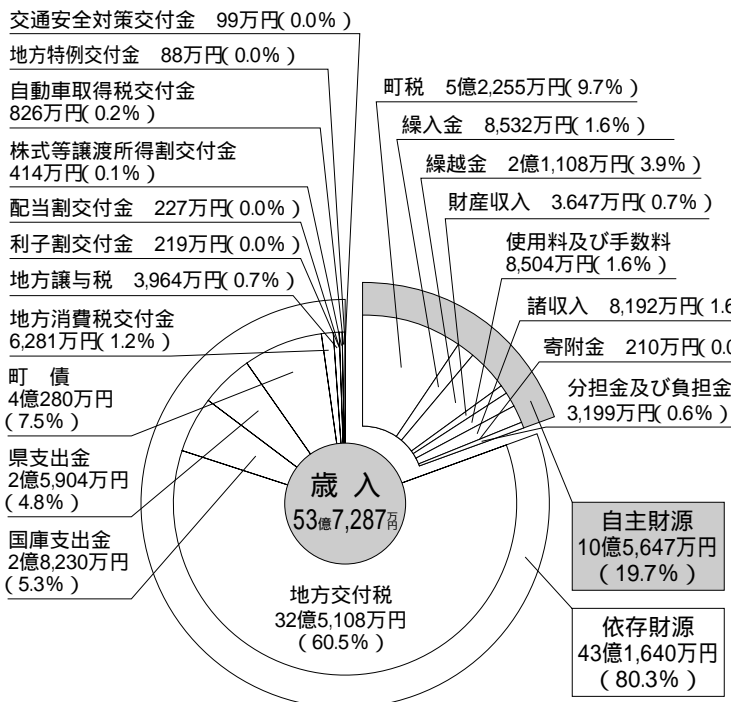 交通安全対策交付金 99万円(0.0%)
地方特例交付金 88万円(0.0%)
自動車取得税交付金
826万円(0.2%)
株式等譲渡所得割交付金
414万円(0.1%)
配当割交付金 227万円(0.0%)
利子割交付金 219万円(0.0%)
地方譲与税 3,964万円(0.7%)
地方消費税交付金
6,281万円(1.2%)
町 債
4億280万円
(7.5%)
県支出金
2億5,904万円
(4.8%)
国庫支出金
2億8,230万円
(5.3%)
町税 5億2,255万円(9.7%)
繰入金 8,532万円(1.6%)
繰越金 2億1,108万円(3.9%)
財産収入 3.647万円(0.7%)
使用料及び手数料
8,504万円(1.6%)
諸収入 8,192万円(1.6
寄附金 210万円(0.0
分担金及び負担金
3,199万円(0.6%)
歳 入
53億7,287万円
地方交付税
32億5,108万円
(60.5%)
自主財源
10億5,647万円
(19.7%)
依存財源
43億1,640万円
(80.3%)